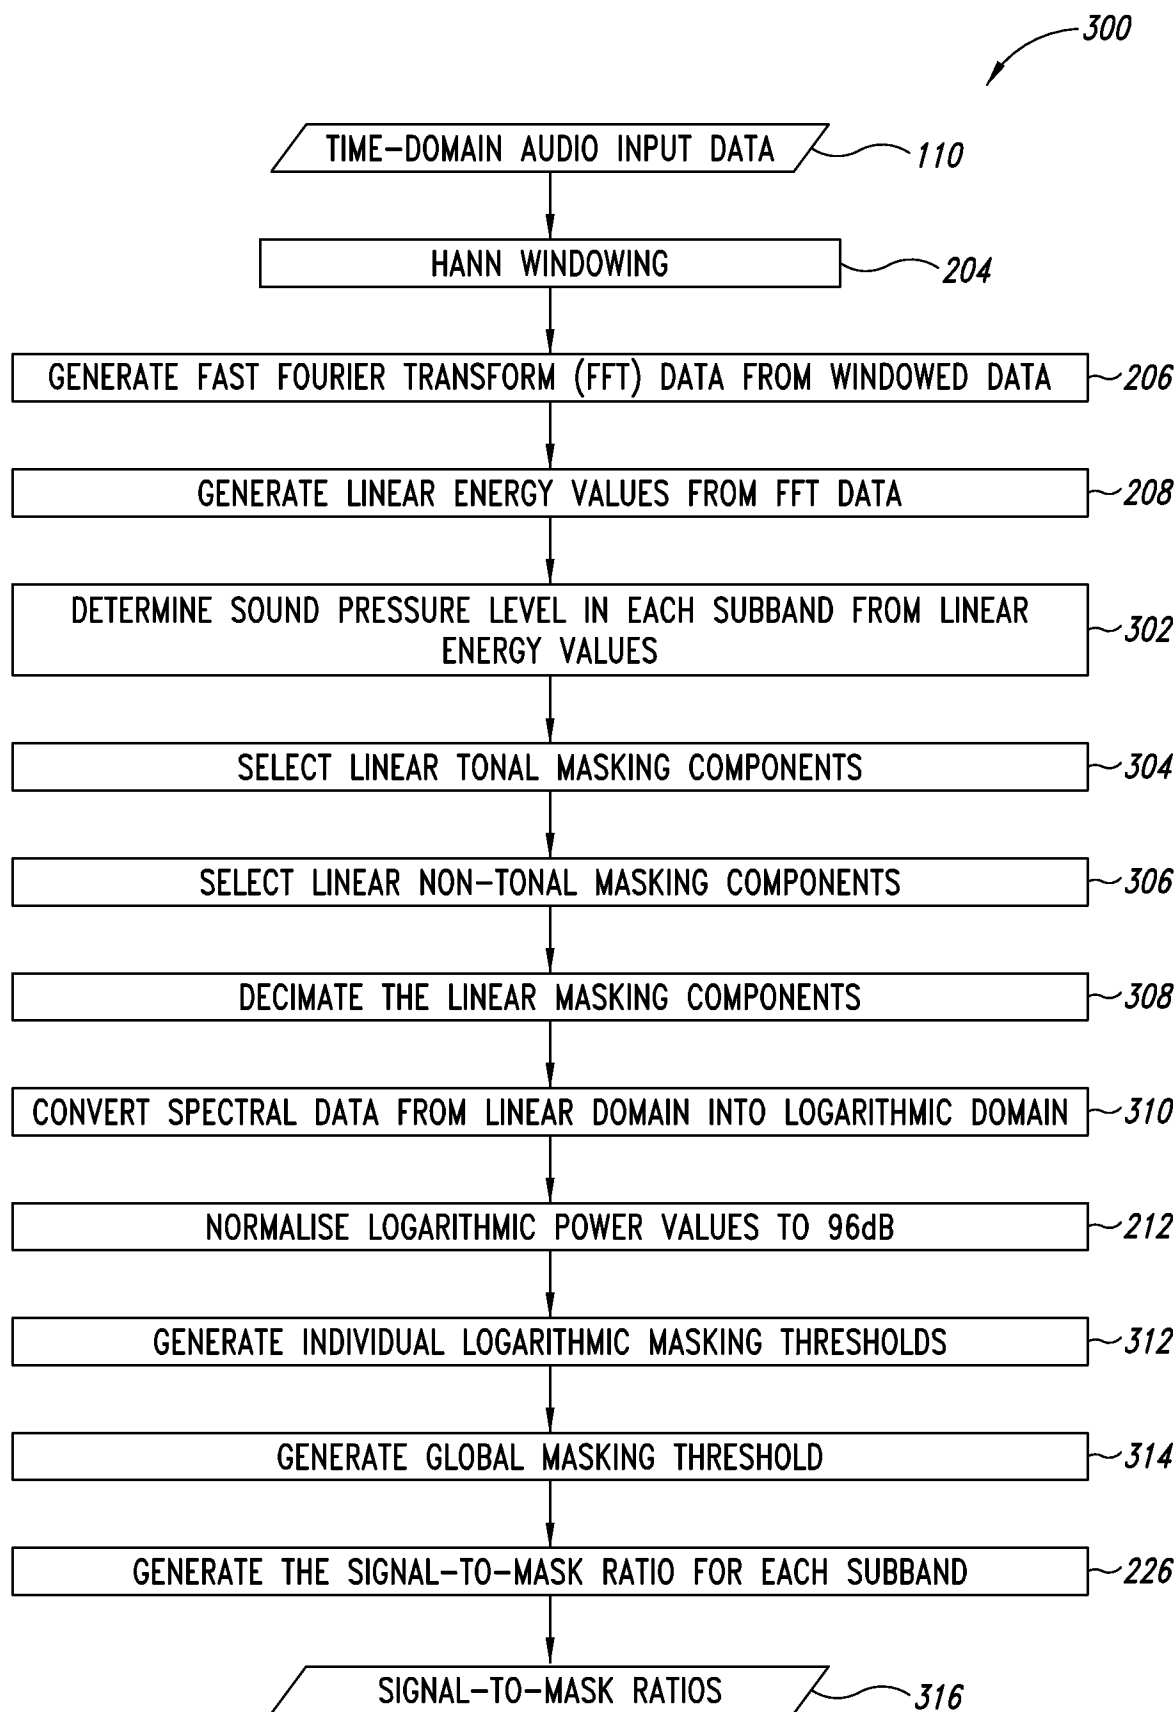 300
TIME-DOMAIN AUDIO INPUT DATA
110
HANN WINDOWING
204
GENERATE FAST FOURIER TRANSFORM (FFT) DATA FROM WINDOWED DATA
206
GENERATE LINEAR ENERGY VALUES FROM FFT DATA
208
DETERMINE SOUND PRESSURE LEVEL IN EACH SUBBAND FROM LINEAR
ENERGY VALUES
302
SELECT LINEAR TONAL MASKING COMPONENTS
304
SELECT LINEAR NON-TONAL MASKING COMPONENTS
306
DECIMATE THE LINEAR MASKING COMPONENTS
308
CONVERT SPECTRAL DATA FROM LINEAR DOMAIN INTO LOGARITHMIC DOMAIN
310
NORMALISE LOGARITHMIC POWER VALUES TO 96dB
212
GENERATE INDIVIDUAL LOGARITHMIC MASKING THRESHOLDS
312
GENERATE GLOBAL MASKING THRESHOLD
314
GENERATE THE SIGNAL-TO-MASK RATIO FOR EACH SUBBAND
226
SIGNAL-TO-MASK RATIOS
316